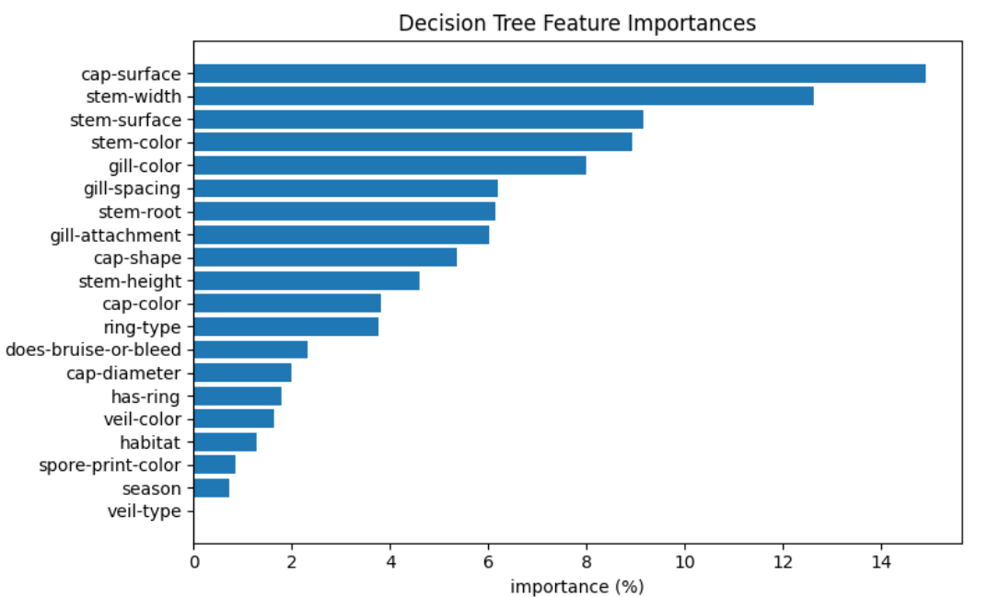 Decision Tree Feature Importances
cap-surface
stem-width
stem-surface
stem-color
gill-color
gill-spacing
stem-root
gill-attachment
cap-shape
stem-height
cap-color
ring-type
does-bruise-or-bleed
cap-diameter
has-ring
veil-color
habitat
spore-print-color
season
veil-type
0 2 4 6 8 10 12 14
importance (%)